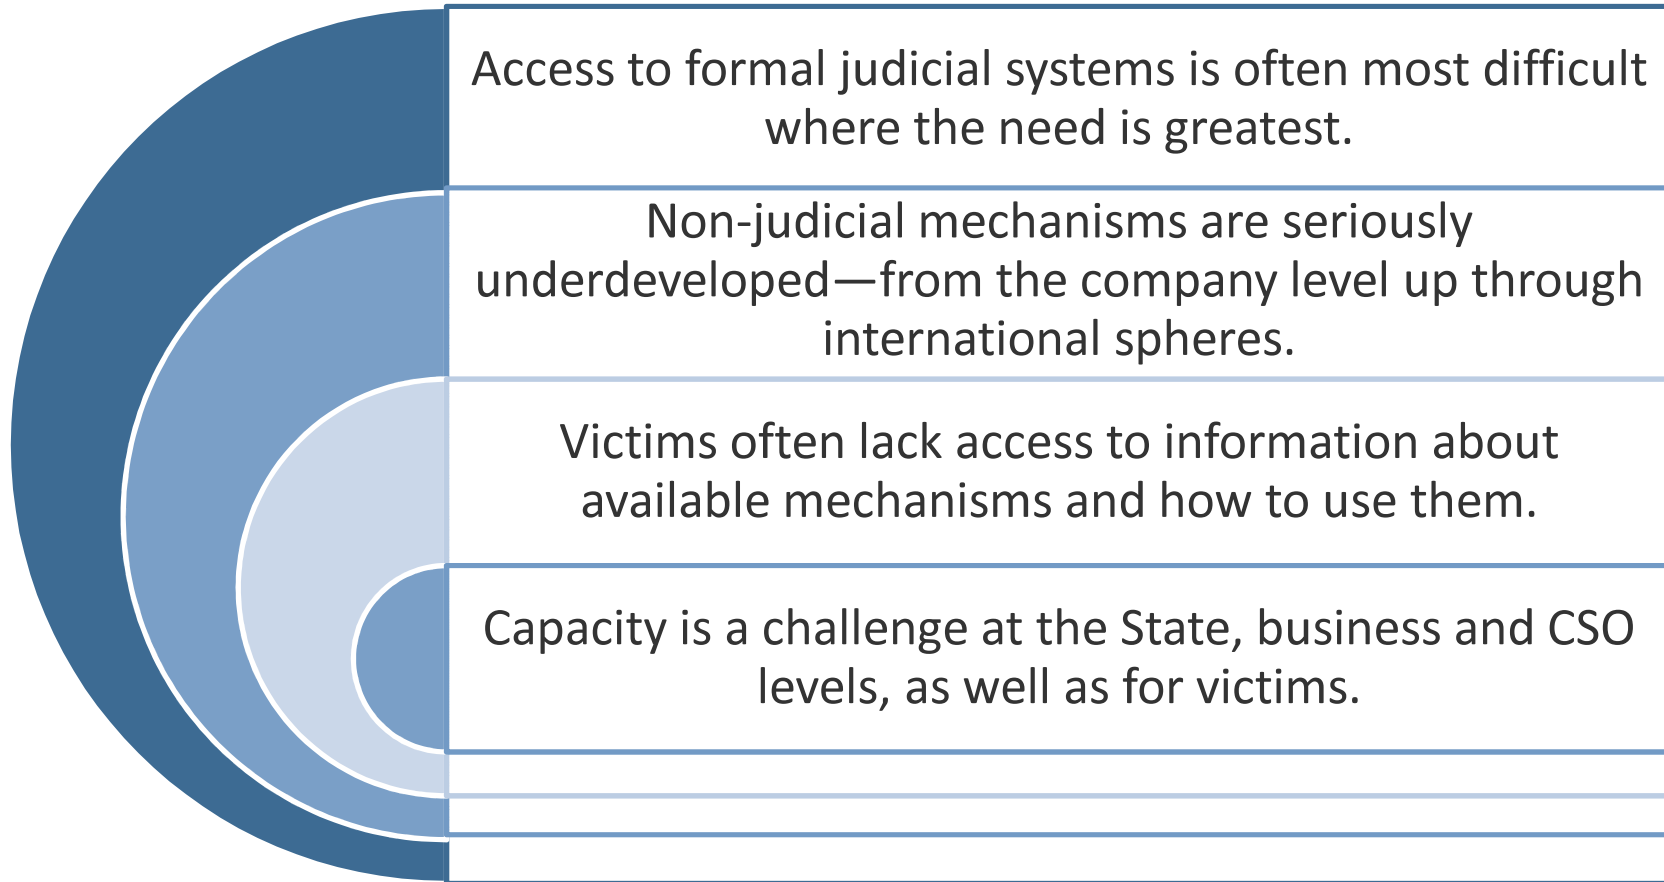 Access to formal judicial systems is often most difficult
where the need is greatest.
Non-judicial mechanisms are seriously
underdeveloped—from the company level up through
international spheres.
Victims often lack access to information about
available mechanisms and how to use them.
Capacity is a challenge at the State, business and CSO
levels, as well as for victims.